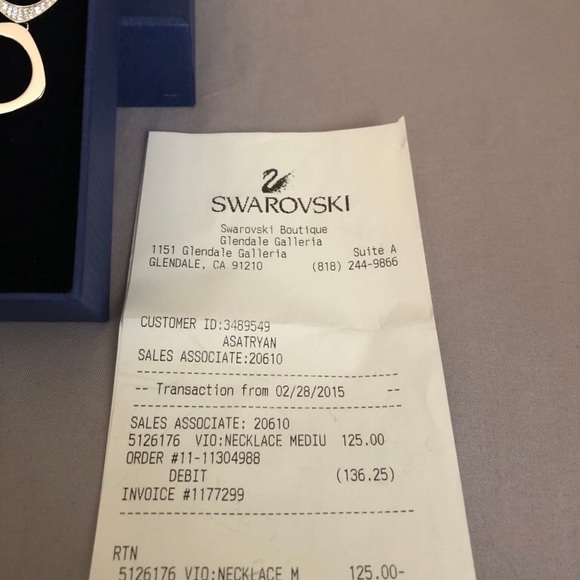 SWAROVSKI
Swarovski Boutique
Glendale Galleria
1151 Glendale Galleria Suite A
GLENDALE, CA 91210 (818) 244-9866
CUSTOMER ID:3489549
ASATRYAN
SALES ASSOCIATE:20610
-- Transaction from 02/28/2015 --
SALES ASSOCIATE: 20610
5126176 VIO:NECKLACE MEDIU 125.00
ORDER #11-11304988
DEBIT (136.25)
INVOICE #1177299
RTN
5126176 VIO:NECKLACE M 125.00-